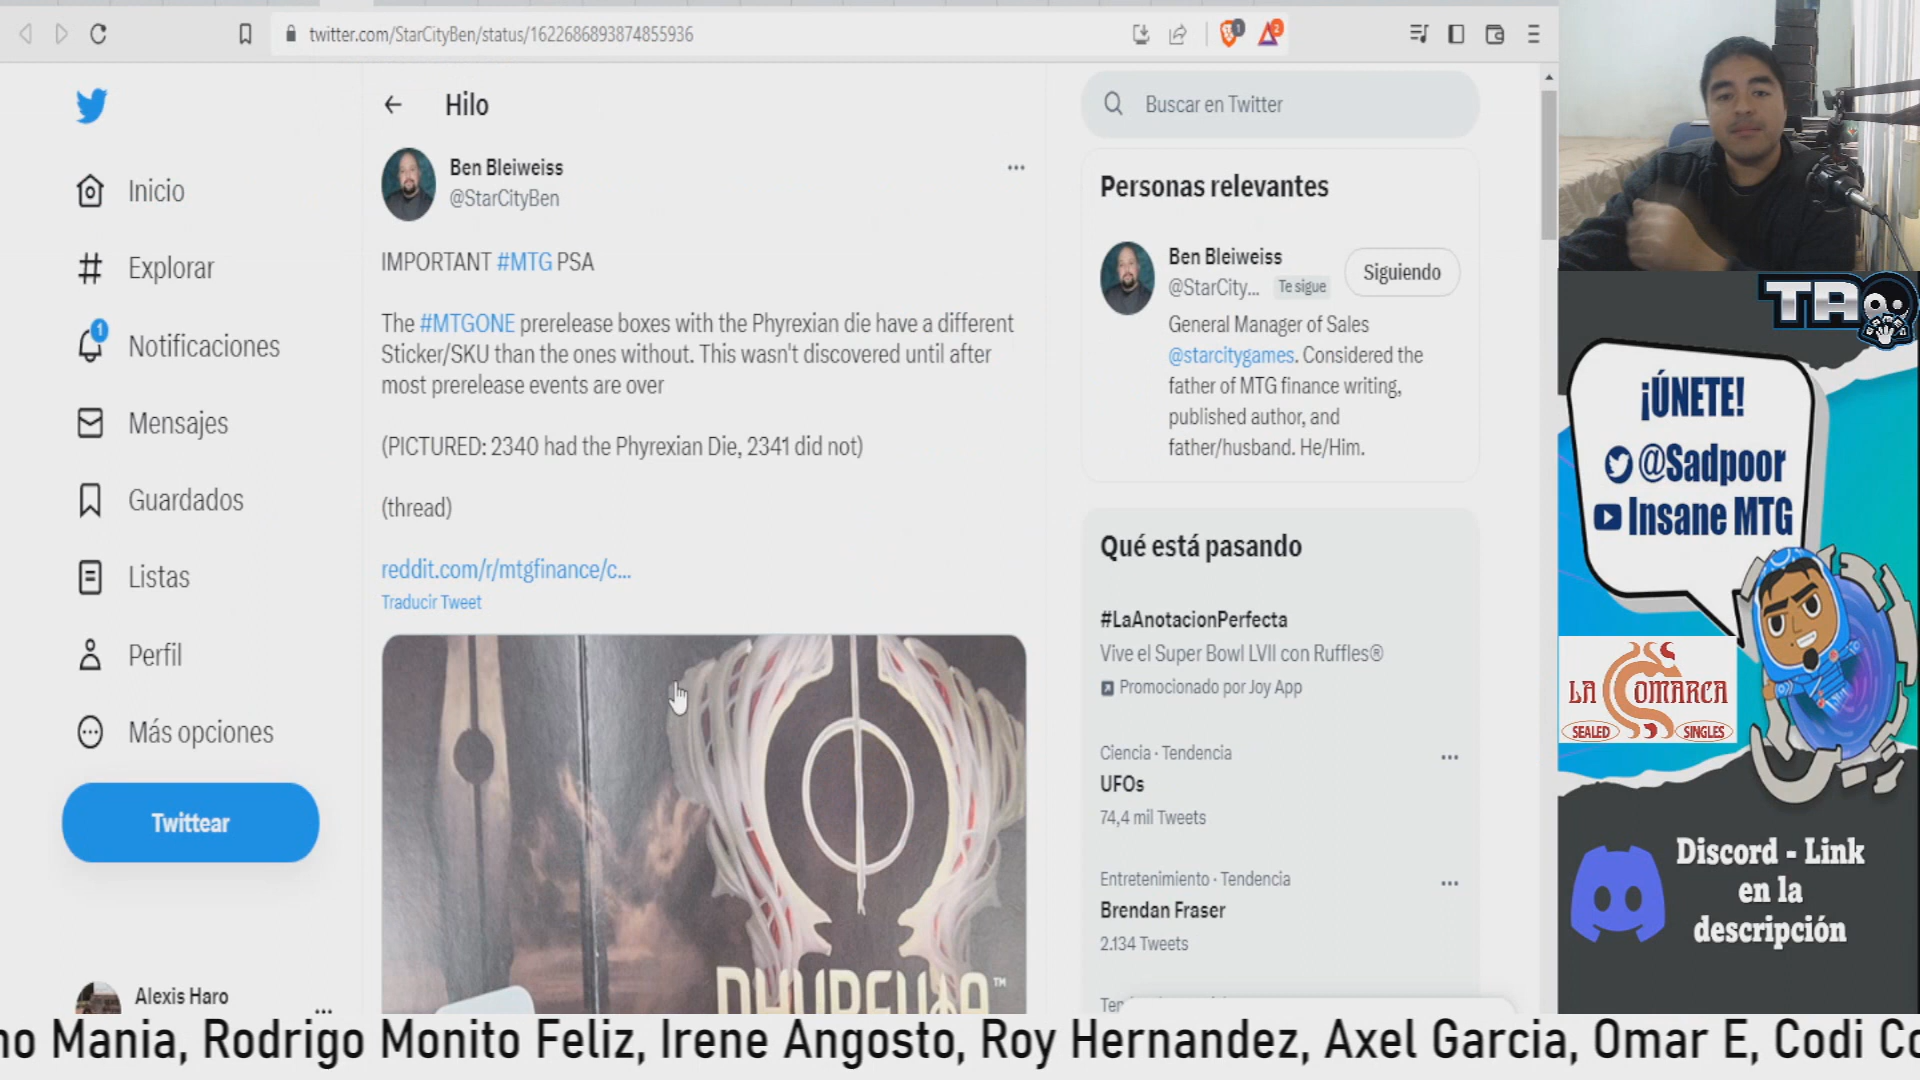 twitter.com/StarCityBen/status/1622686893874855936
1
2
Hilo
Buscar en Twitter
Inicio
Explorar
1
Notificaciones
Mensajes
Guardados
Listas
Perfil
Más opciones
Twittear
Alexis Haro
Ben Bleiweiss
@StarCityBen
IMPORTANT #MTG PSA
The #MTGONE prerelease boxes with the Phyrexian die have a different
Sticker/SKU than the ones without. This wasn't discovered until after
most prerelease events are over
(PICTURED: 2340 had the Phyrexian Die, 2341 did not)
(thread)
reddit.com/r/mtgfinance/c...
Traducir Tweet
PHYREXIA™
Personas relevantes
Ben Bleiweiss
@StarCity... Te sigue
Siguiendo
General Manager of Sales
@starcitygames. Considered the
father of MTG finance writing,
published author, and
father/husband. He/Him.
Qué está pasando
#LaAnotacionPerfecta
Vive el Super Bowl LVII con Ruffles®
Promocionado por Joy App
Ciencia · Tendencia
UFOs
74,4 mil Tweets
Entretenimiento · Tendencia
Brendan Fraser
2.134 Tweets
¡ÚNETE!
@Sadpoor
Insane MTG
LA COMARCA
SEALED SINGLES
Discord - Link
en la
descripción
no Mania, Rodrigo Monito Feliz, Irene Angosto, Roy Hernandez, Axel Garcia, Omar E, Codi Co